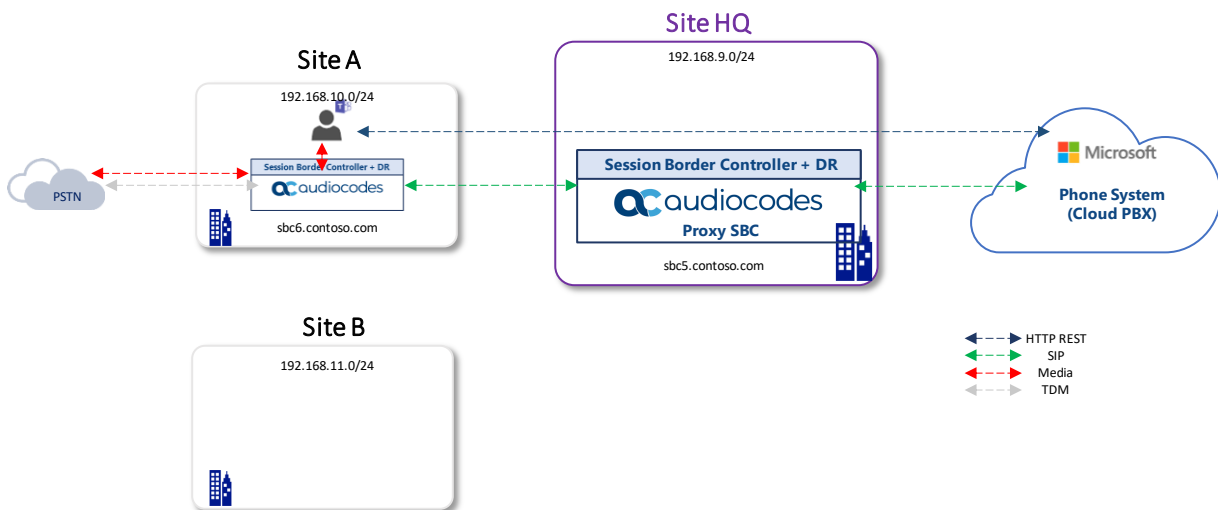 Site HQ
192.168.9.0/24
Site A
192.168.10.0/24
T
Session Border Controller + DR
audiocodes
sbc6.contoso.com
PSTN
Session Border Controller + DR
audiocodes
Proxy SBC
sbc5.contoso.com
Microsoft
Phone System
(Cloud PBX)
Site B
192.168.11.0/24
HTTP REST
SIP
Media
TDM